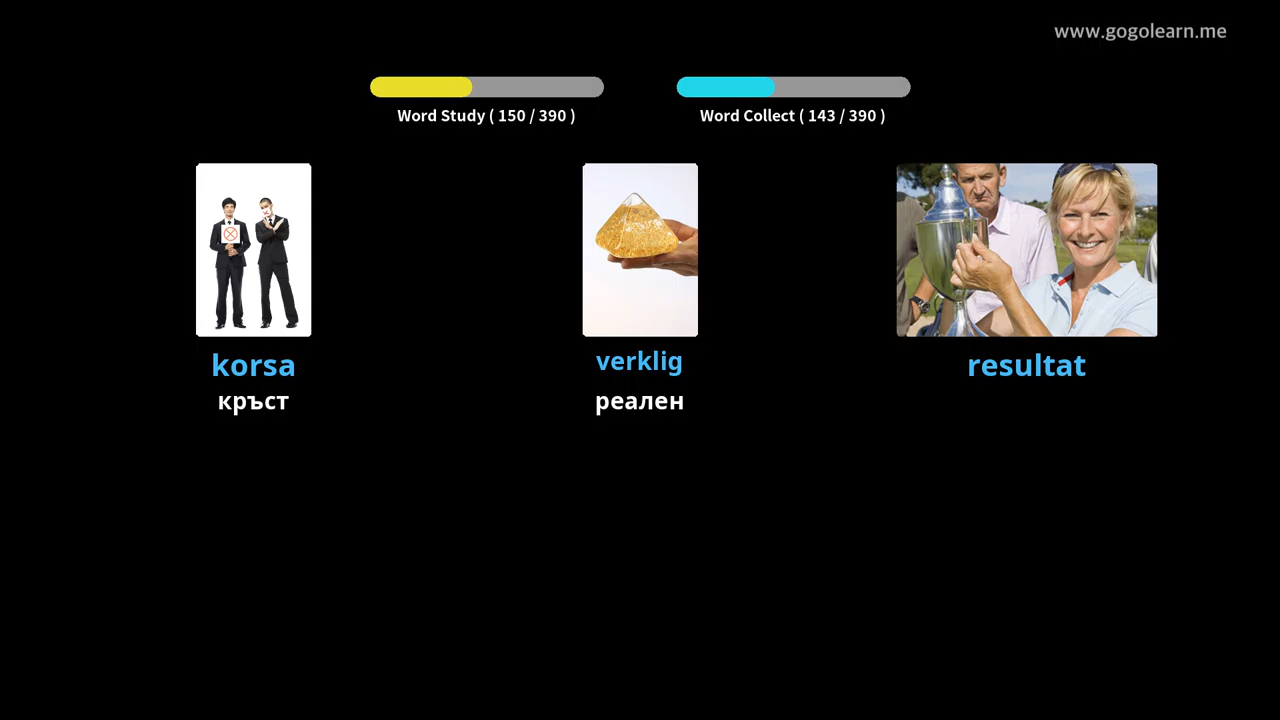 www.gogolearn.me
Word Study ( 150 / 390 )
Word Collect ( 143 / 390 )
korsa
кръст
verklig
реален
resultat